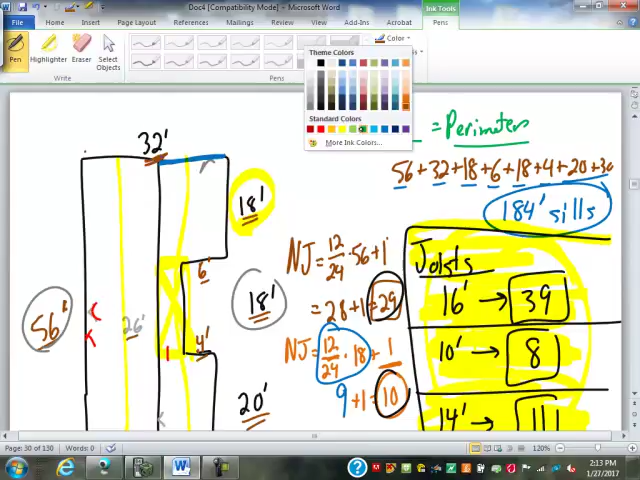 Doc4 [Compatibility Mode] - Microsoft Word
Ink Tools
File
Home
Insert
Page Layout
References
Mailings
Review
View
Add-Ins
Acrobat
Pens
Pen
Highlighter
Eraser
Select
Objects
Write
Pens
Color
Theme Colors
Standard Colors
More Ink Colors...
= Perimeters
32'
56+32+18+6+18+4+20+30
184' sills
18'
6'
18'
56'
26'
4'
20'
NJ = 12/24 · 56 + 1
= 28 + 1 = 29
NJ = 12/24 · 18 + 1
9 + 1 = 10
Joists
16' → 39
10' → 8
14' → 11
Page: 30 of 130
Words: 0
120%
2:13 PM
1/27/2017